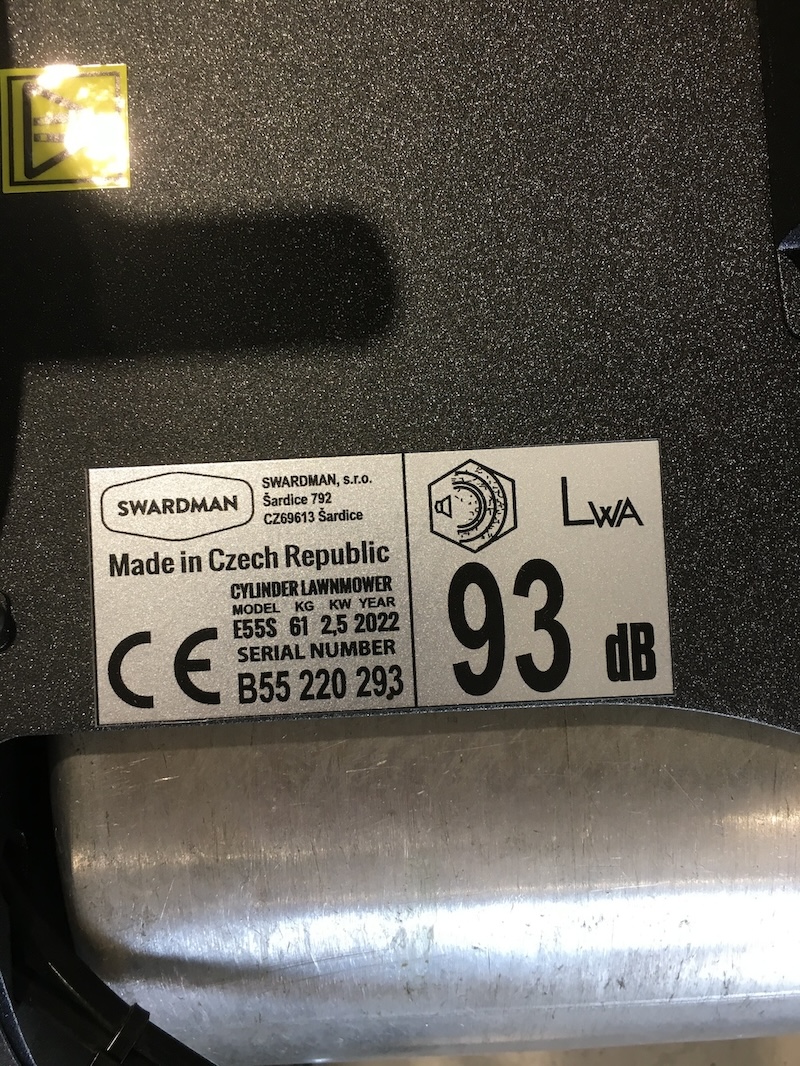 SWARDMAN
SWARDMAN, s.r.o.
Šardice 792
CZ69613 Šardice
Made in Czech Republic
CYLINDER LAWNMOWER
MODEL KG KW YEAR
E55S 61 2,5 2022
SERIAL NUMBER
B55 220 293
CE
LWA
93 dB